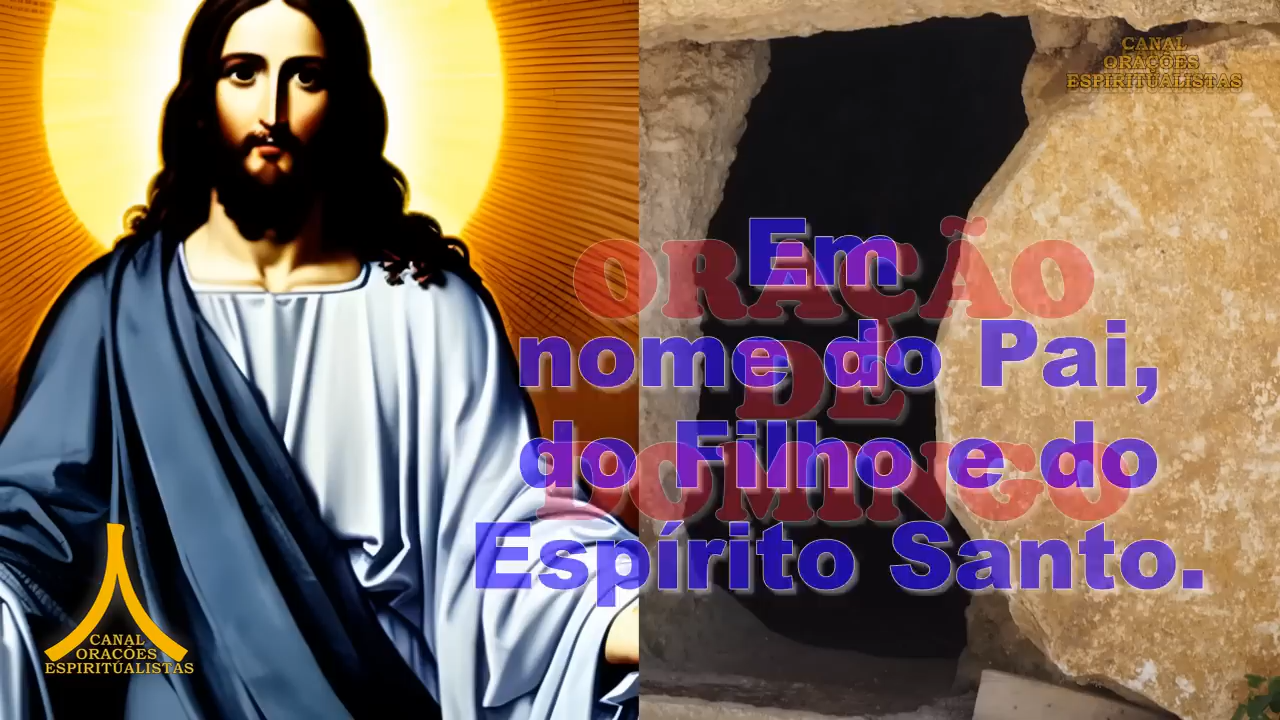 CANAL
ORAÇÕES
ESPIRITUALISTAS
ORAÇÃO
DE
DOMINGO
Em
nome do Pai,
do Filho e do
Espírito Santo.
CANAL
ORAÇÕES
ESPIRITUALISTAS